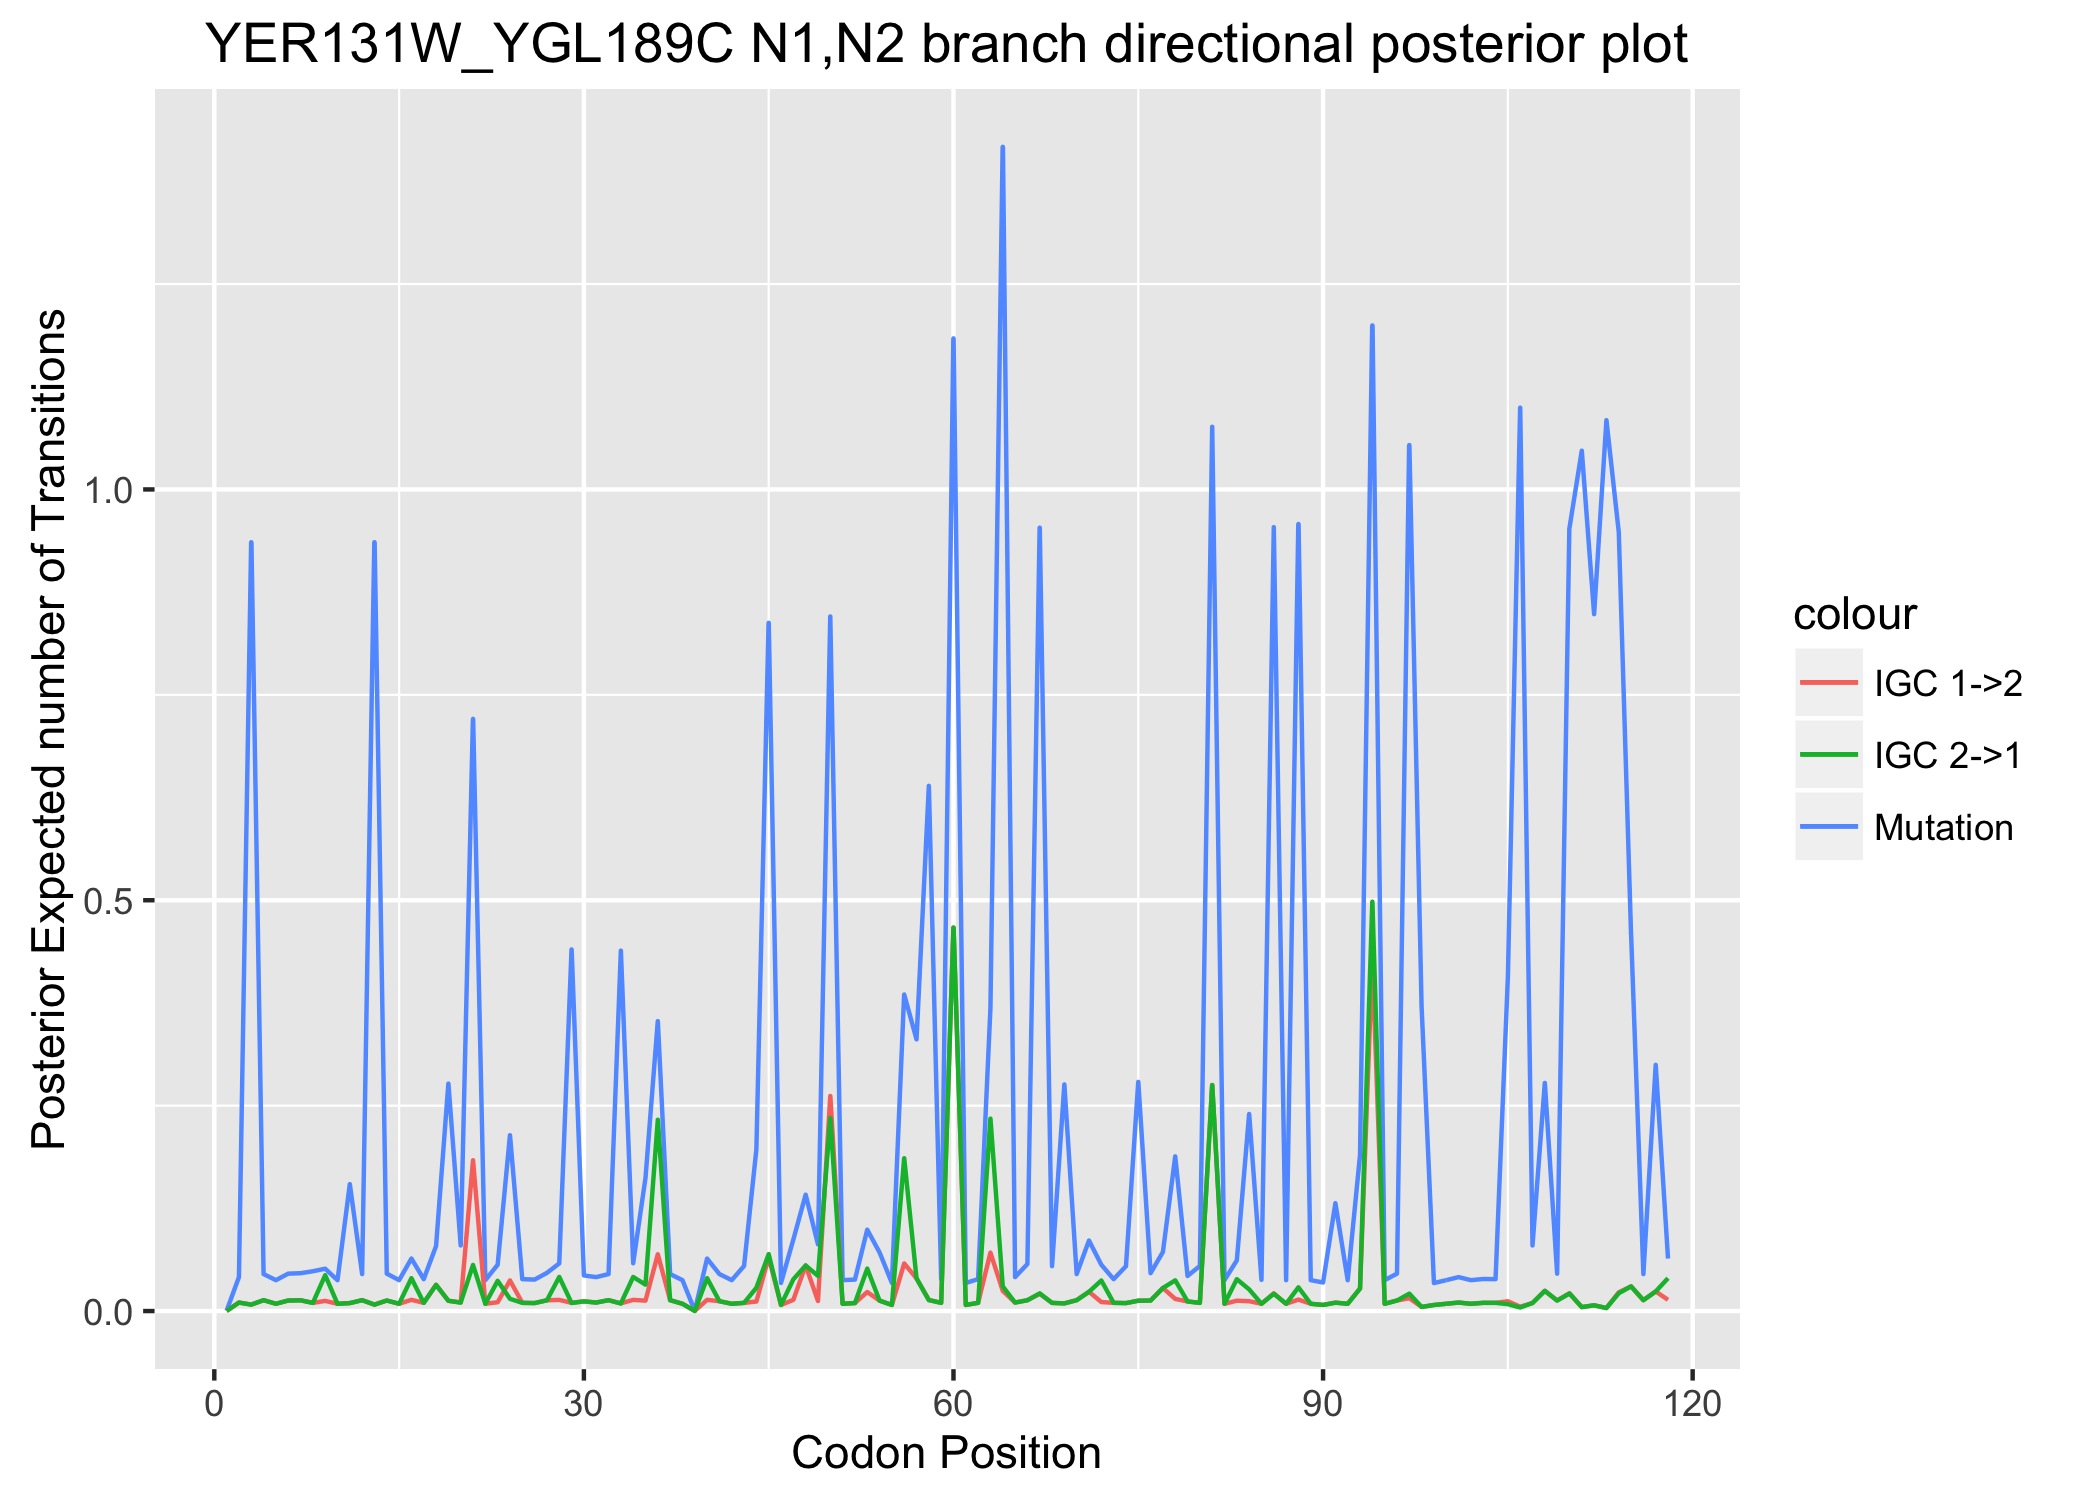 YER131W_YGL189C N1,N2 branch directional posterior plot
Posterior Expected number of Transitions
1.0
0.5
0.0
0 30 60 90 120
Codon Position
colour
IGC 1->2
IGC 2->1
Mutation